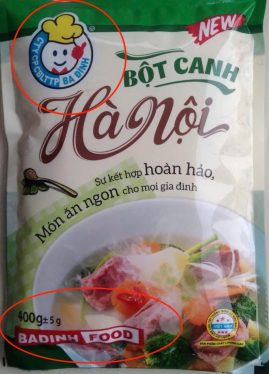 CTY CP CBLTTP BA ĐÌNH
NEW
BỘT CANH
Hà Nội
Sự kết hợp hoàn hảo,
Món ăn ngon cho mọi gia đình
400g±5g
BADINH FOOD